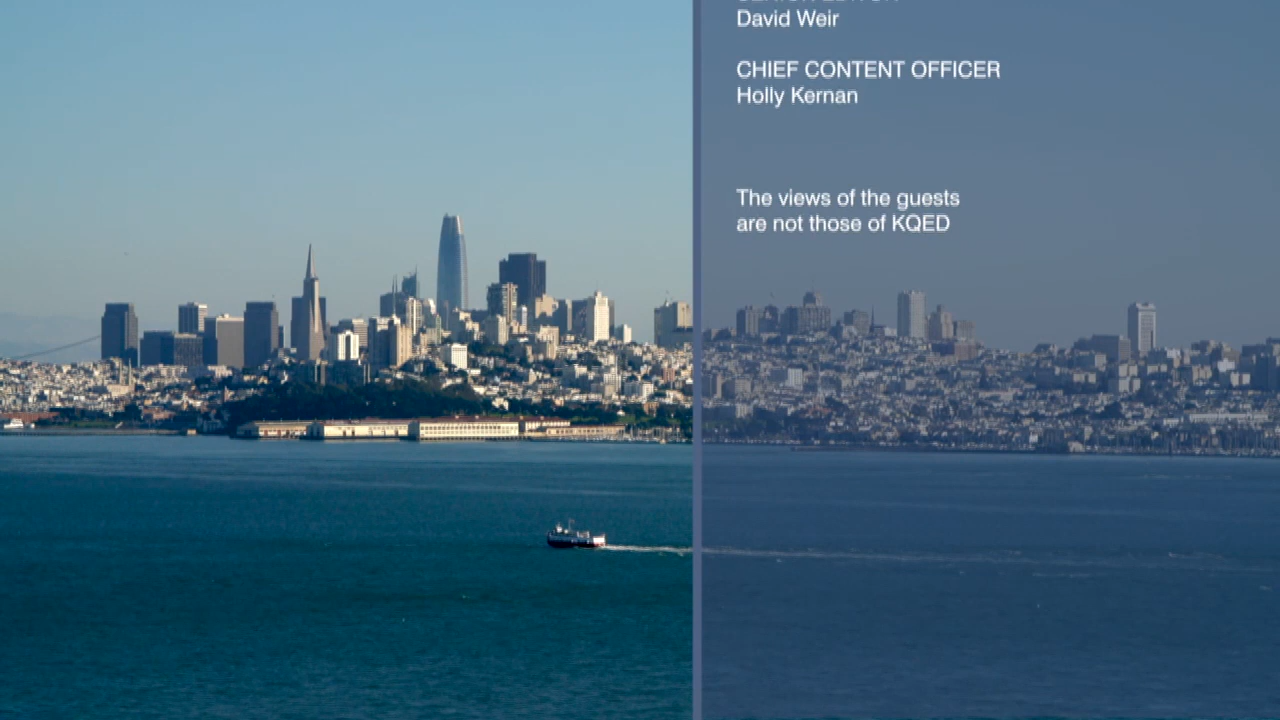 David Weir
CHIEF CONTENT OFFICER
Holly Kernan
The views of the guests
are not those of KQED